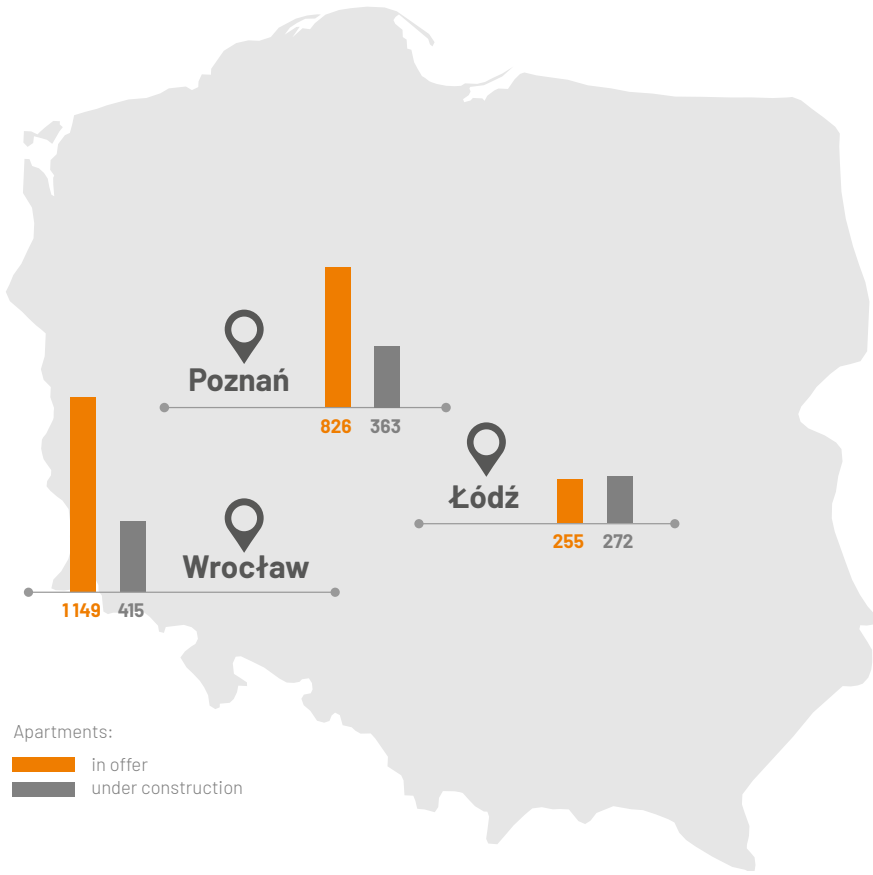 Poznań
826 363
Łódź
255 272
Wrocław
1 149 415
Apartments:
in offer
under construction